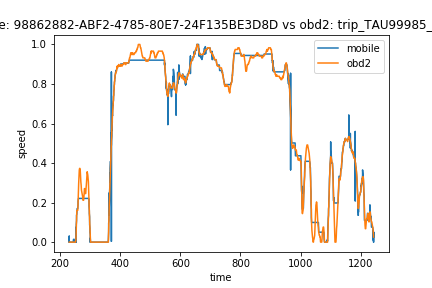 e: 98862882-ABF2-4785-80E7-24F135BE3D8D vs obd2: trip_TAU99985_
mobile
obd2
1.0
0.8
0.6
0.4
0.2
0.0
speed
200 400 600 800 1000 1200
time